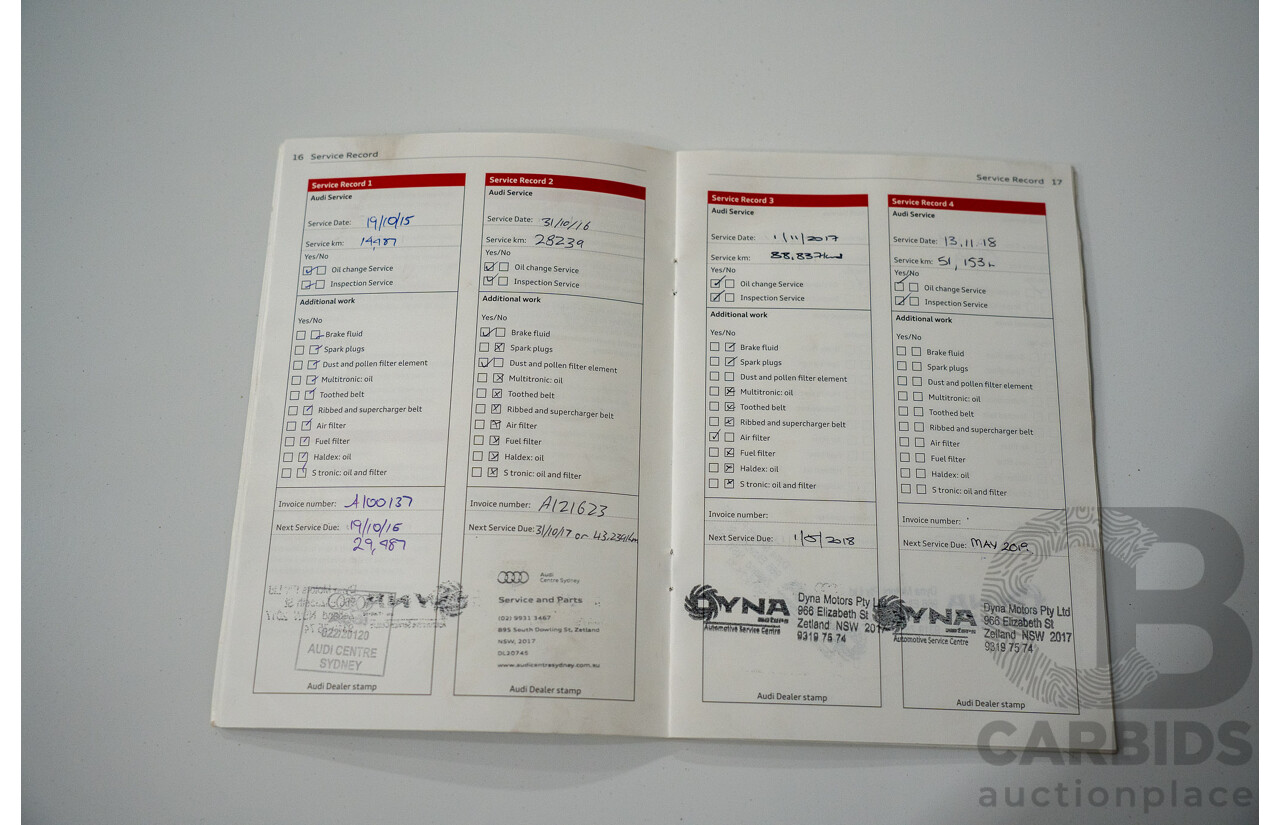 16 Service Record
Service Record 1
Audi Service
Service Date: 19/10/15
Service km: 14,487
Yes/No
Oil change Service
Inspection Service
Additional work
Yes/No
Brake fluid
Spark plugs
Dust and pollen filter element
Multitronic: oil
Toothed belt
Ribbed and supercharger belt
Air filter
Fuel filter
Haldex: oil
S tronic: oil and filter
Invoice number: A100137
Next Service Due: 19/10/16
29,487
AUDI CENTRE
SYDNEY
Audi Dealer stamp
Service Record 2
Audi Service
Service Date: 31/10/16
Service km: 28239
Yes/No
Oil change Service
Inspection Service
Additional work
Yes/No
Brake fluid
Spark plugs
Dust and pollen filter element
Multitronic: oil
Toothed belt
Ribbed and supercharger belt
Air filter
Fuel filter
Haldex: oil
S tronic: oil and filter
Invoice number: A121623
Next Service Due: 31/10/17 or 43,239km
Audi
Centre Sydney
Service and Parts
(02) 9931 3467
895 South Dowling St, Zetland
NSW, 2017
DL20745
www.audicentresydney.com.au
Audi Dealer stamp
Service Record 17
Service Record 3
Audi Service
Service Date: 1/11/2017
Service km:
Yes/No
Oil change Service
Inspection Service
Additional work
Yes/No
Brake fluid
Spark plugs
Dust and pollen filter element
Multitronic: oil
Toothed belt
Ribbed and supercharger belt
Air filter
Fuel filter
Haldex: oil
S tronic: oil and filter
Invoice number:
Next Service Due: 1/05/2018
DYNA
motors
Automotive Service Centre
Dyna Motors Pty L
966 Elizabeth St
Zetland NSW 2017
9319 75 74
Audi Dealer stamp
Service Record 4
Audi Service
Service Date: 13.11.18
Service km: 51,153k
Yes/No
Oil change Service
Inspection Service
Additional work
Yes/No
Brake fluid
Spark plugs
Dust and pollen filter element
Multitronic: oil
Toothed belt
Ribbed and supercharger belt
Air filter
Fuel filter
Haldex: oil
S tronic: oil and filter
Invoice number:
Next Service Due: MAY 2019
DYNA
motors
Automotive Service Centre
Dyna Motors Pty Ltd
966 Elizabeth St
Zetland NSW 2017
9319 75 74
Audi Dealer stamp
CB
CARBIDS
auctionplace